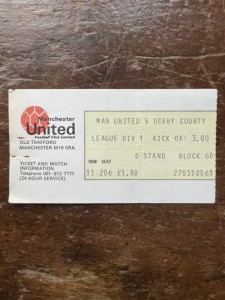 Manchester
United
Football Club Limited
OLD TRAFFORD
MANCHESTER M16 0RA
TICKET AND MATCH
INFORMATION
Telephone 061-872 7771
(24 HOUR SERVICE)
MAN UNITED V DERBY COUNTY
LEAGUE DIV 1 KICK OF: 3.00
D STAND BLOCK 60
ROW SEAT
11 206 £1.80 270310061